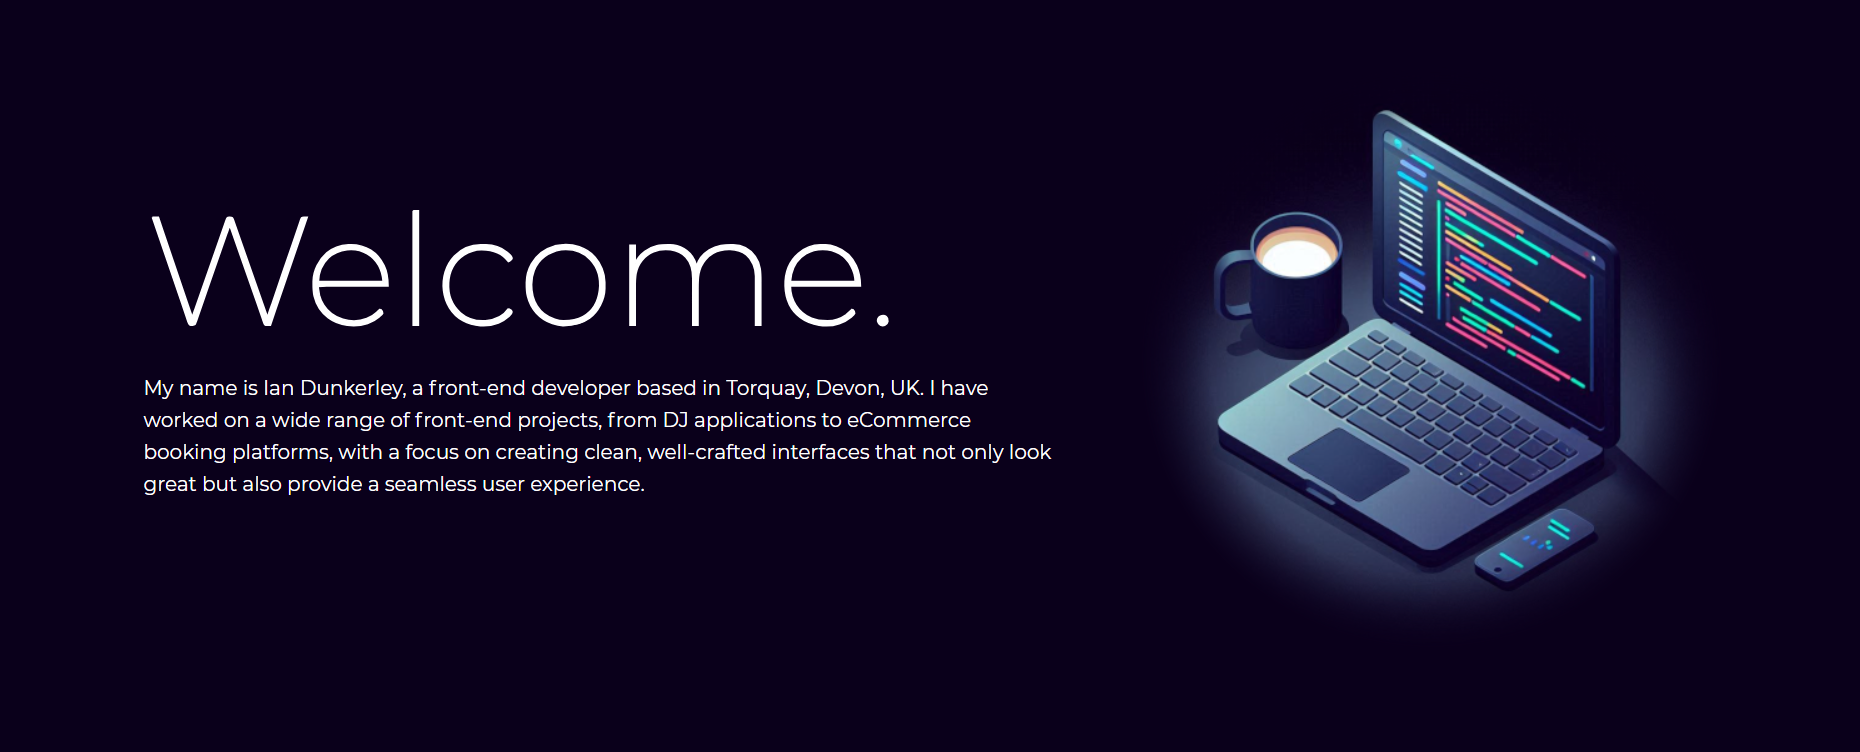 Welcome.
My name is Ian Dunkerley, a front-end developer based in Torquay, Devon, UK. I have
worked on a wide range of front-end projects, from DJ applications to eCommerce
booking platforms, with a focus on creating clean, well-crafted interfaces that not only look
great but also provide a seamless user experience.